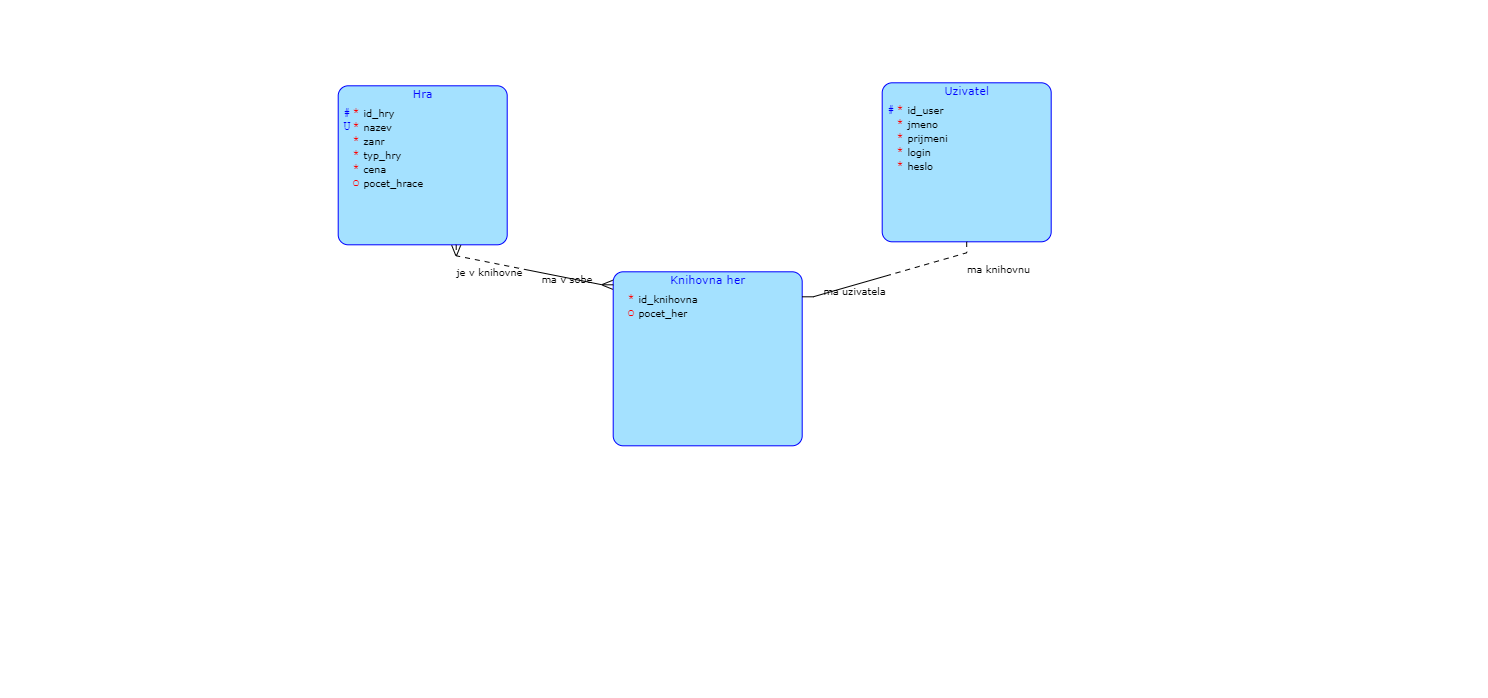 Hra
# * id_hry
U * nazev
* zanr
* typ_hry
* cena
o pocet_hrace
Uzivatel
# * id_user
* jmeno
* prijmeni
* login
* heslo
je v knihovne
ma v sobe
ma knihovnu
ma uzivatela
Knihovna her
* id_knihovna
o pocet_her